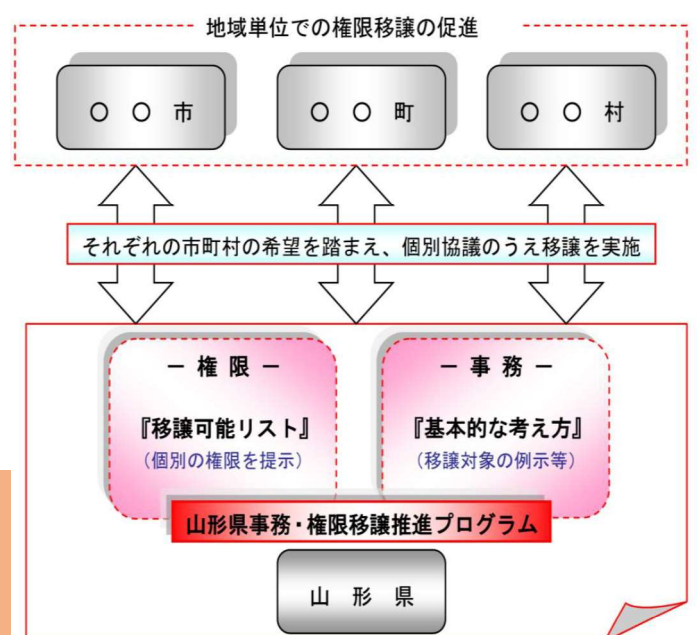 地域単位での権限移譲の促進
〇 〇 市
〇 〇 町
〇 〇 村
それぞれの市町村の希望を踏まえ、個別協議のうえ移譲を実施
－ 権 限 －
『移譲可能リスト』
（個別の権限を提示）
－ 事 務 －
『基本的な考え方』
（移譲対象の例示等）
山形県事務・権限移譲推進プログラム
山 形 県